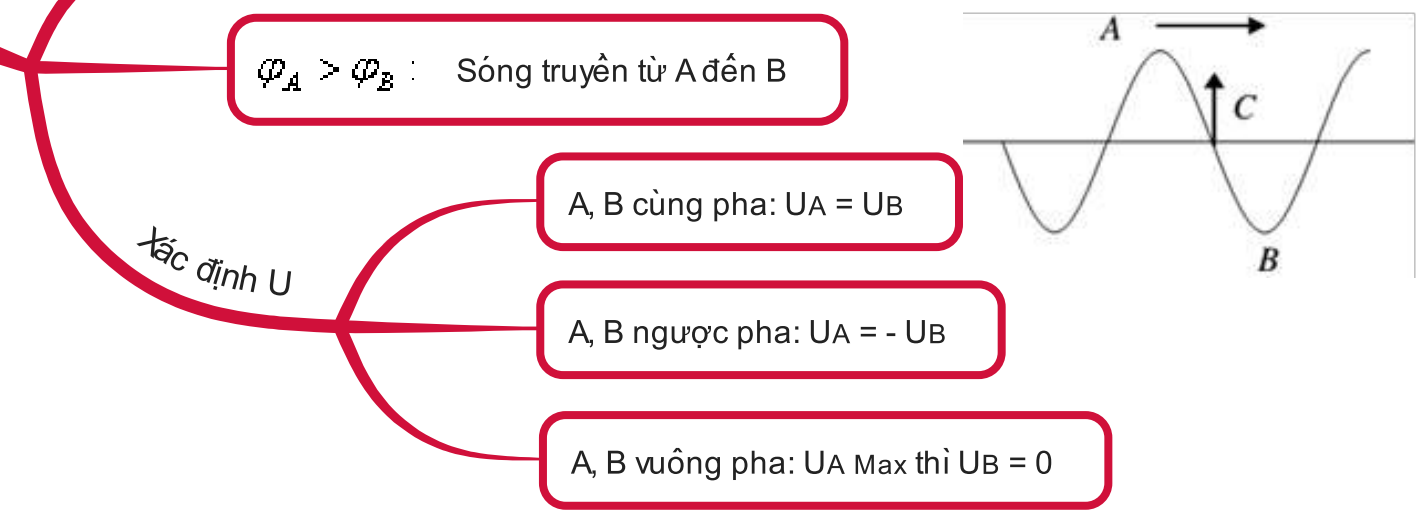 φA > φB : Sóng truyền từ A đến B
A
C
B
Xác định U
A, B cùng pha: UA = UB
A, B ngược pha: UA = - UB
A, B vuông pha: UA Max thì UB = 0